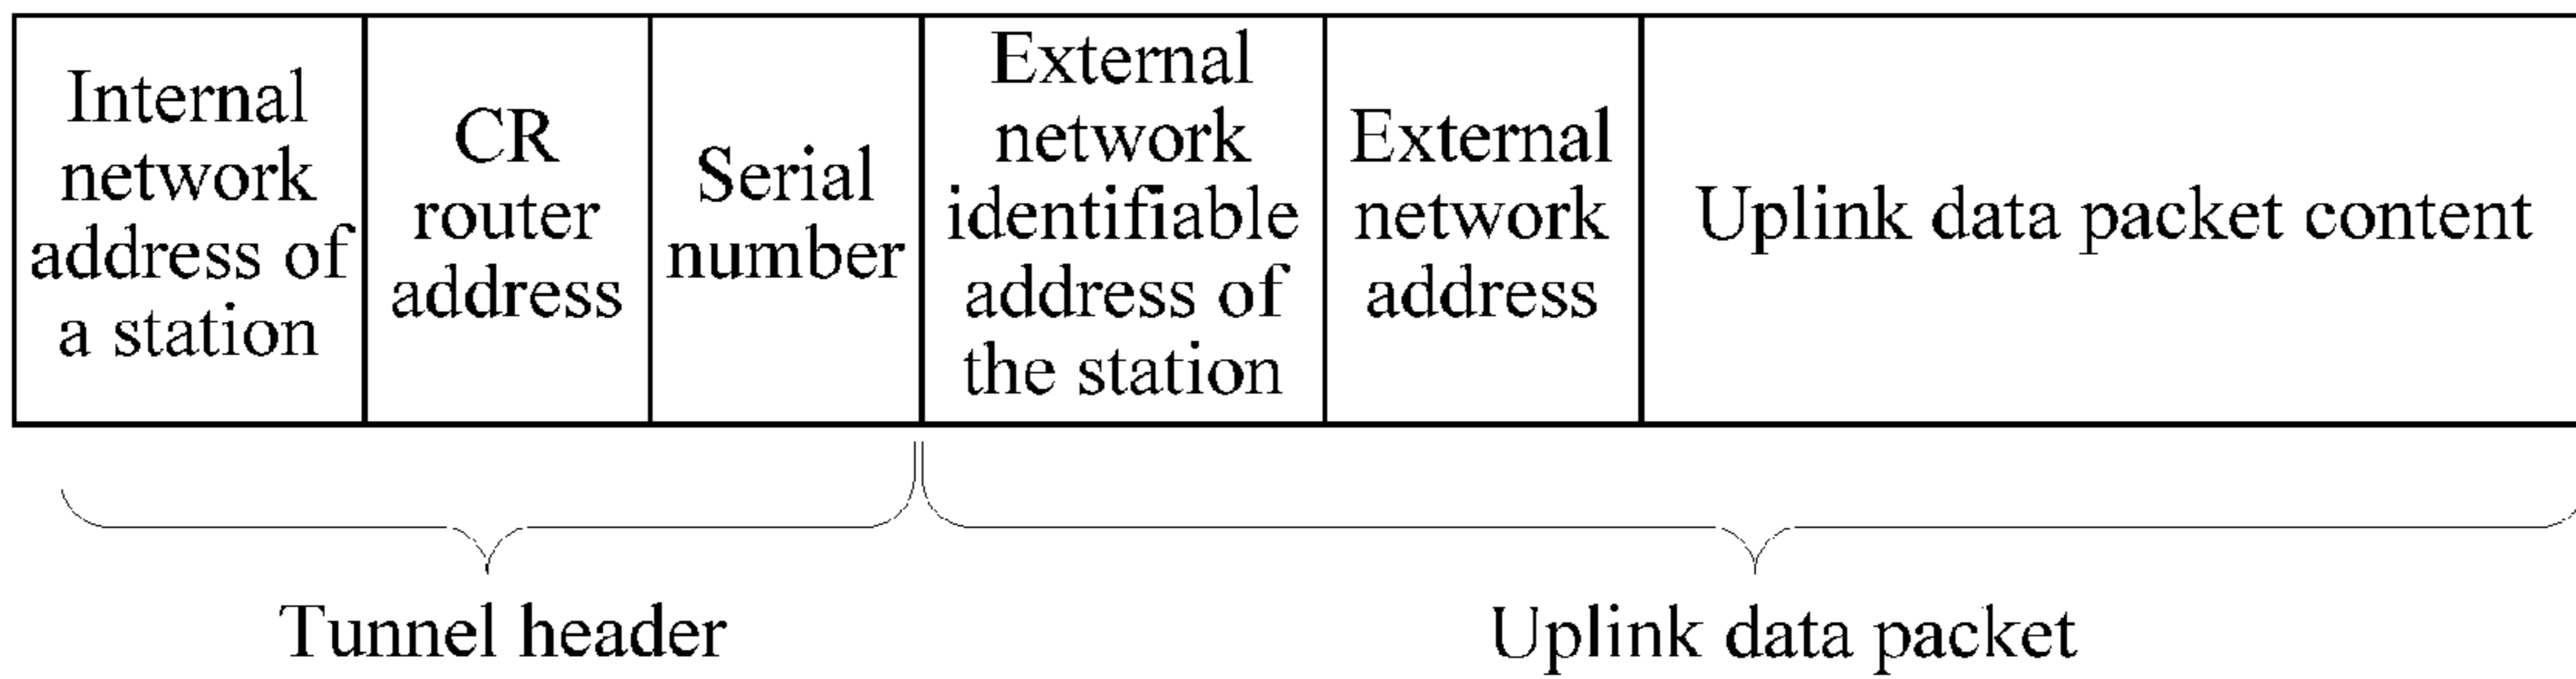 Internal
network
address of
a station
CR
router
address
Serial
number
External
network
identifiable
address of
the station
External
network
address
Uplink data packet content
Tunnel header
Uplink data packet